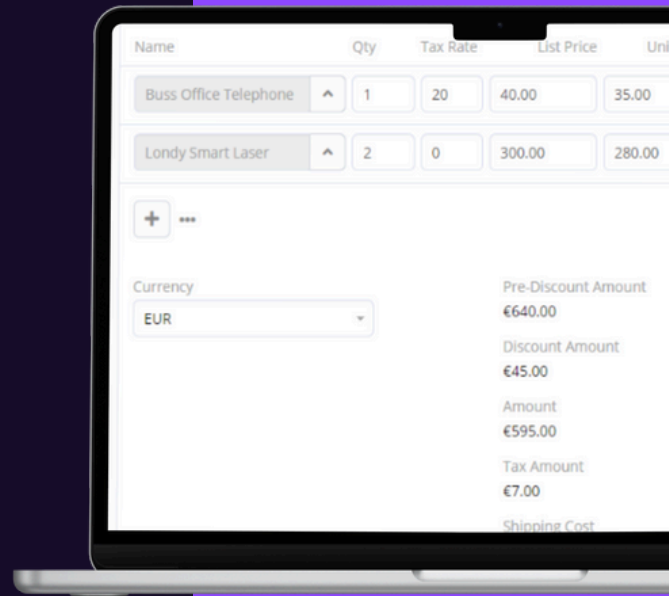 Name Qty Tax Rate List Price
Buss Office Telephone 1 20 40.00 35.00
Londy Smart Laser 2 0 300.00 280.00
Currency
EUR
Pre-Discount Amount
€640.00
Discount Amount
€45.00
Amount
€595.00
Tax Amount
€7.00
Shipping Cost